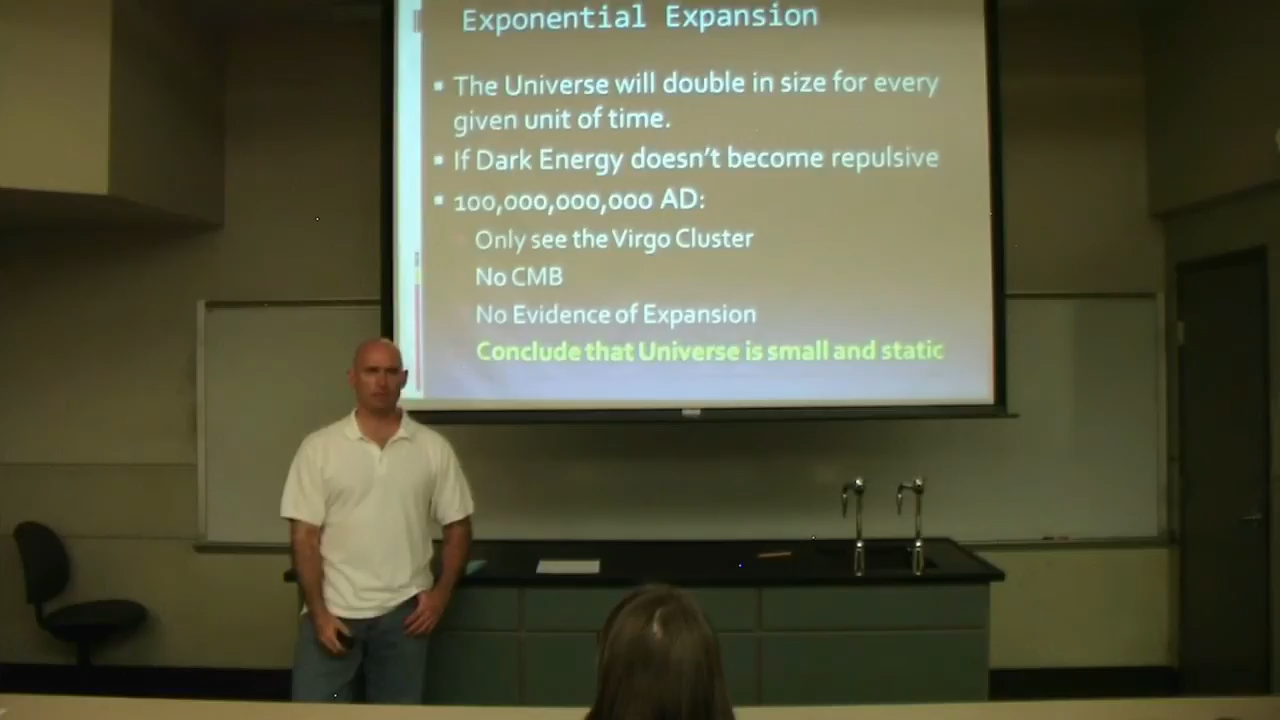 Exponential Expansion
▪ The Universe will double in size for every
given unit of time.
▪ If Dark Energy doesn't become repulsive
▪ 100,000,000,000 AD:
Only see the Virgo Cluster
No CMB
No Evidence of Expansion
Conclude that Universe is small and static